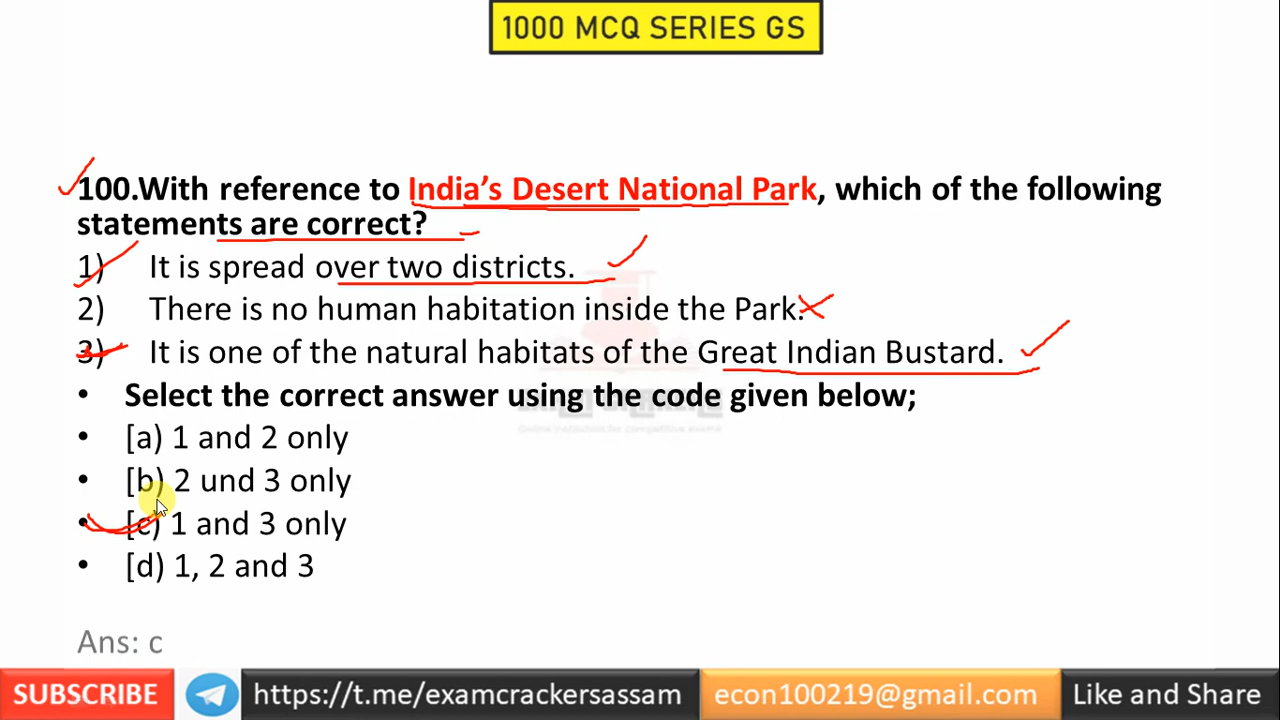 1000 MCQ SERIES GS
100.With reference to India's Desert National Park, which of the following
statements are correct?
1) It is spread over two districts.
2) There is no human habitation inside the Park.
3) It is one of the natural habitats of the Great Indian Bustard.
• Select the correct answer using the code given below;
• [a) 1 and 2 only
• [b) 2 und 3 only
• [c) 1 and 3 only
• [d) 1, 2 and 3
Ans: c
SUBSCRIBE https://t.me/examcrackersassam econ100219@gmail.com Like and Share